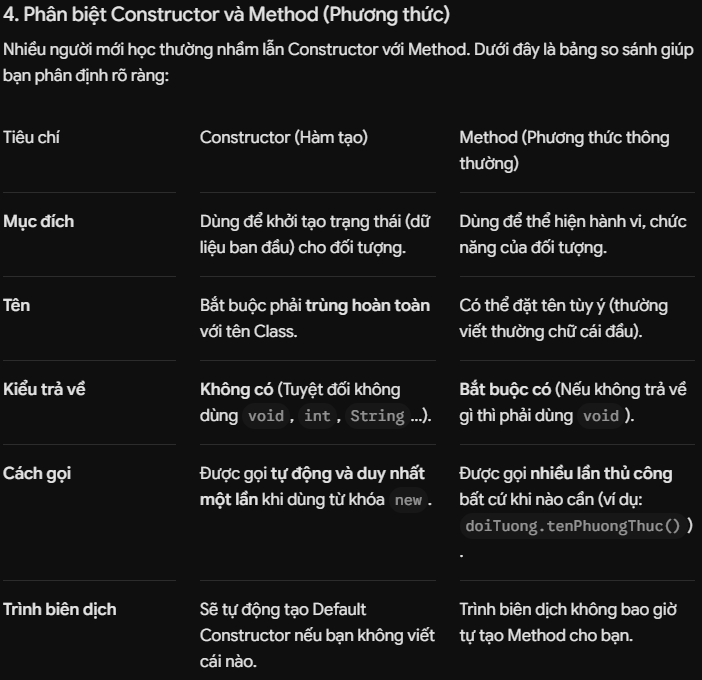 4. Phân biệt Constructor và Method (Phương thức)
Nhiều người mới học thường nhầm lẫn Constructor với Method. Dưới đây là bảng so sánh giúp
bạn phân định rõ ràng:
Tiêu chí
Constructor (Hàm tạo)
Method (Phương thức thông
thường)
Mục đích
Dùng để khởi tạo trạng thái (dữ
liệu ban đầu) cho đối tượng.
Dùng để thể hiện hành vi, chức
năng của đối tượng.
Tên
Bắt buộc phải trùng hoàn toàn
với tên Class.
Có thể đặt tên tùy ý (thường
viết thường chữ cái đầu).
Kiểu trả về
Không có (Tuyệt đối không
dùng void, int, String...).
Bắt buộc có (Nếu không trả về
gì thì phải dùng void).
Cách gọi
Được gọi tự động và duy nhất
một lần khi dùng từ khóa new.
Được gọi nhiều lần thủ công
bất cứ khi nào cần (ví dụ:
doiTuong.tenPhuongThuc())
.
Trình biên dịch
Sẽ tự động tạo Default
Constructor nếu bạn không viết
cái nào.
Trình biên dịch không bao giờ
tự tạo Method cho bạn.